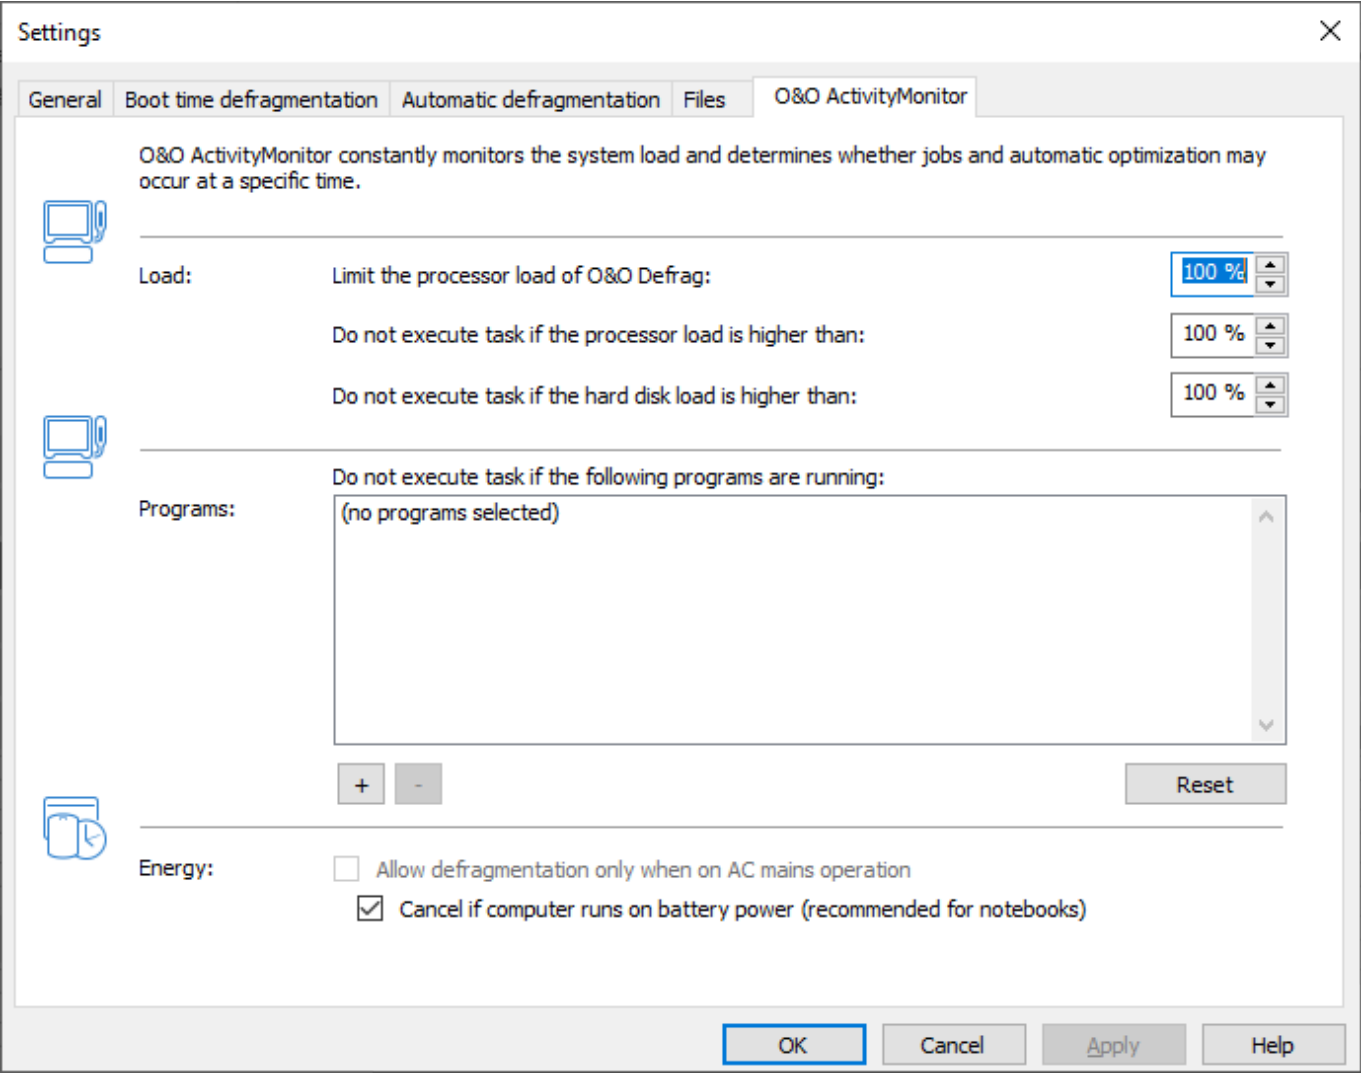 Settings
General
Boot time defragmentation
Automatic defragmentation
Files
O&O ActivityMonitor
O&O ActivityMonitor constantly monitors the system load and determines whether jobs and automatic optimization may
occur at a specific time.
Load:
Limit the processor load of O&O Defrag:
100 %
Do not execute task if the processor load is higher than:
100 %
Do not execute task if the hard disk load is higher than:
100 %
Do not execute task if the following programs are running:
Programs:
(no programs selected)
+
-
Reset
Energy:
Allow defragmentation only when on AC mains operation
Cancel if computer runs on battery power (recommended for notebooks)
OK
Cancel
Apply
Help